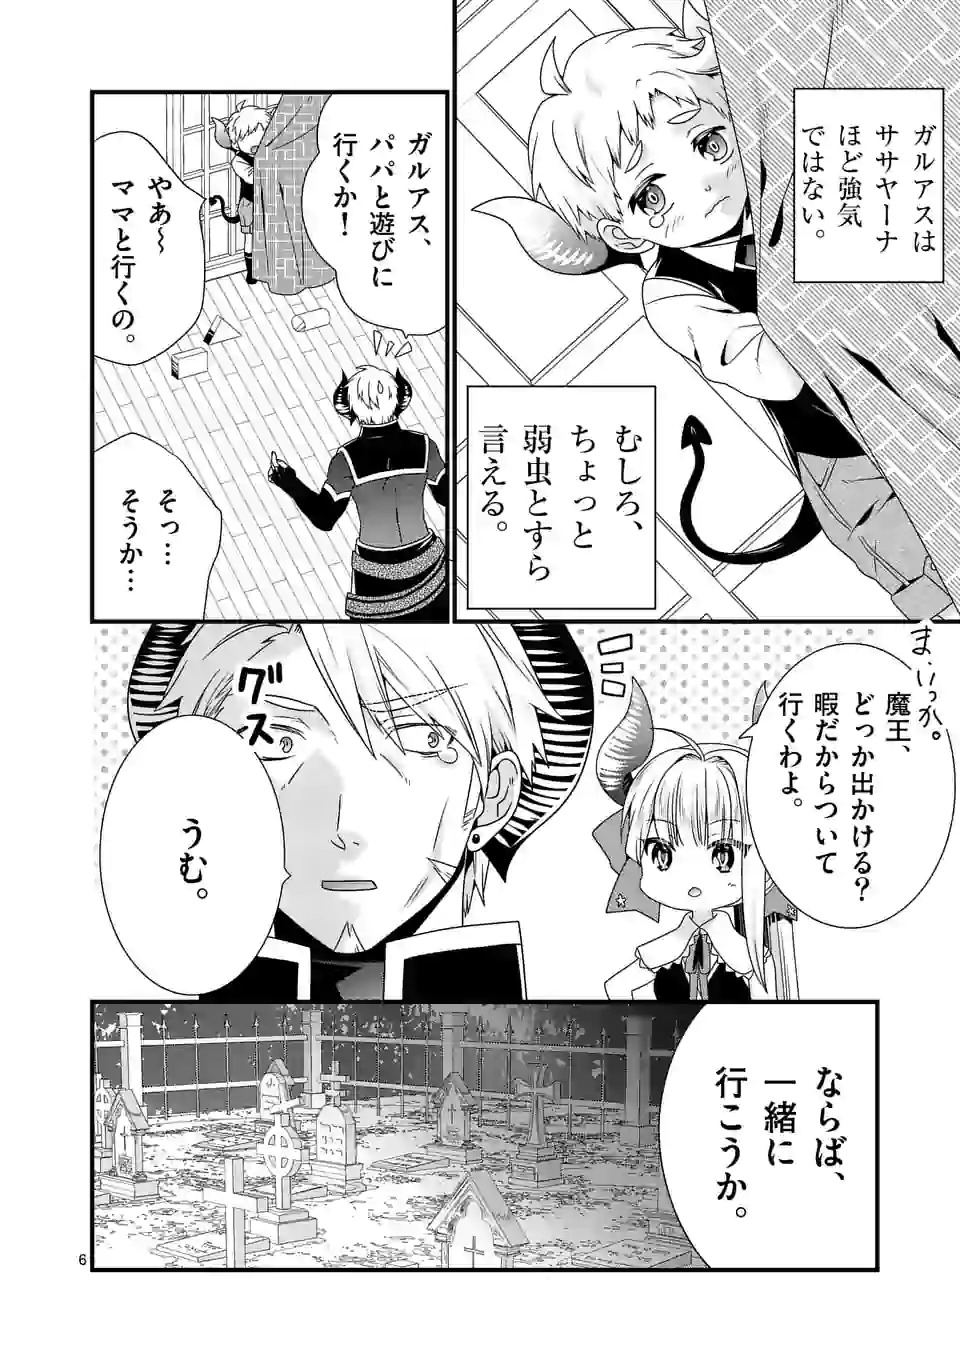 ガルアスは
ササヤーナ
ほど強気
ではない。
むしろ、
ちょっと
弱虫とすら
言える。
ガルアス、
パパと遊びに
行くか！
やあ〜
ママと行くの。
そっ…
そうか…
まいっか。
魔王、
どっか出かける？
暇だからついて
行くわよ。
グス
うむ。
ならば、
一緒に
行こうか。
6